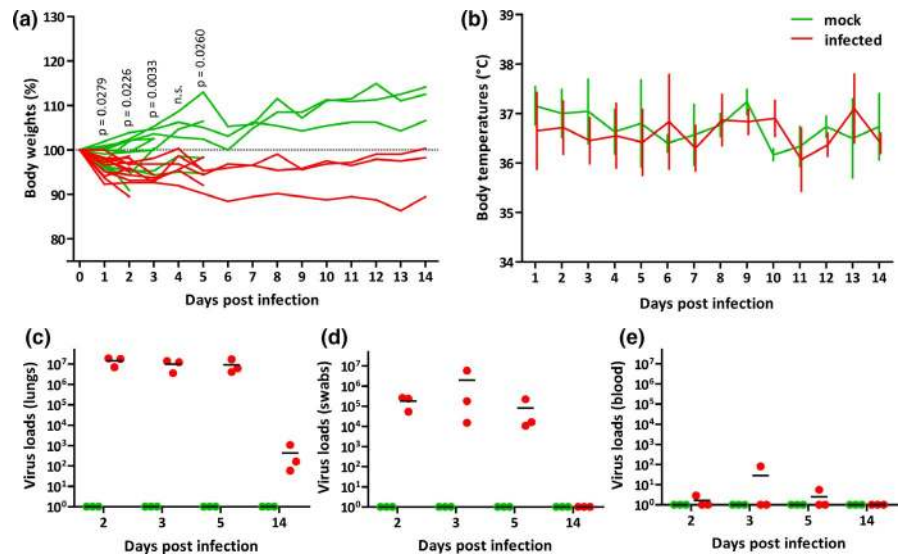 (a)
130
120
110
100
90
80
Body weights (%)
p = 0.0279
p = 0.0226
p = 0.0033
n.s.
p = 0.0260
0 1 2 3 4 5 6 7 8 9 10 11 12 13 14
Days post infection
(b)
39
38
37
36
35
34
Body temperatures (°C)
mock
infected
1 2 3 4 5 6 7 8 9 10 11 12 13 14
Days post infection
(c)
10⁷
10⁶
10⁵
10⁴
10³
10²
10¹
10⁰
Virus loads (lungs)
2 3 5 14
Days post infection
(d)
10⁷
10⁶
10⁵
10⁴
10³
10²
10¹
10⁰
Virus loads (swabs)
2 3 5 14
Days post infection
(e)
10⁷
10⁶
10⁵
10⁴
10³
10²
10¹
10⁰
Virus loads (blood)
2 3 5 14
Days post infection